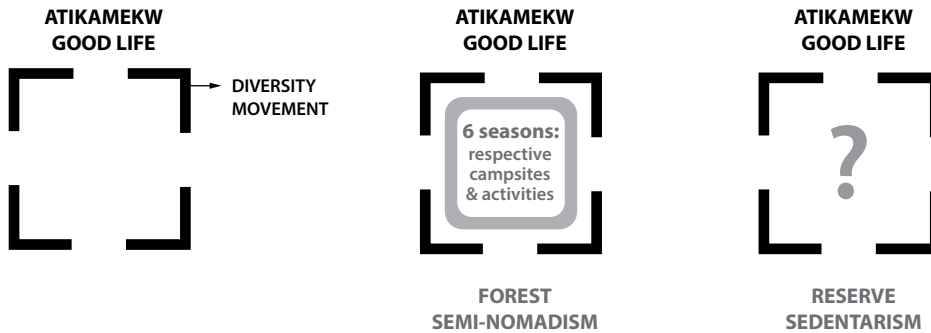 ATIKAMEKW
GOOD LIFE
DIVERSITY
MOVEMENT
ATIKAMEKW
GOOD LIFE
6 seasons:
respective
campsites
& activities
FOREST
SEMI-NOMADISM
ATIKAMEKW
GOOD LIFE
?
RESERVE
SEDENTARISM